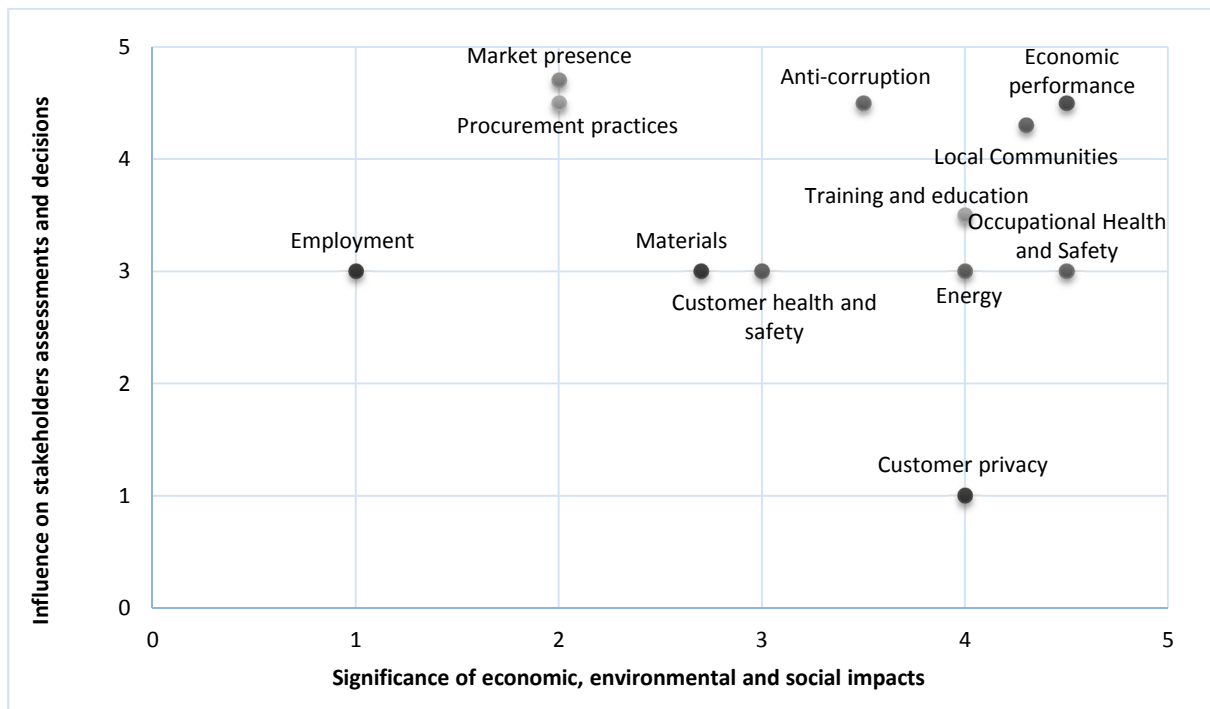 Influence on stakeholders assessments and decisions
5
4
3
2
1
0
Market presence
Procurement practices
Anti-corruption
Economic
performance
Local Communities
Training and education
Occupational Health
and Safety
Employment
Materials
Customer health and
safety
Energy
Customer privacy
0 1 2 3 4 5
Significance of economic, environmental and social impacts